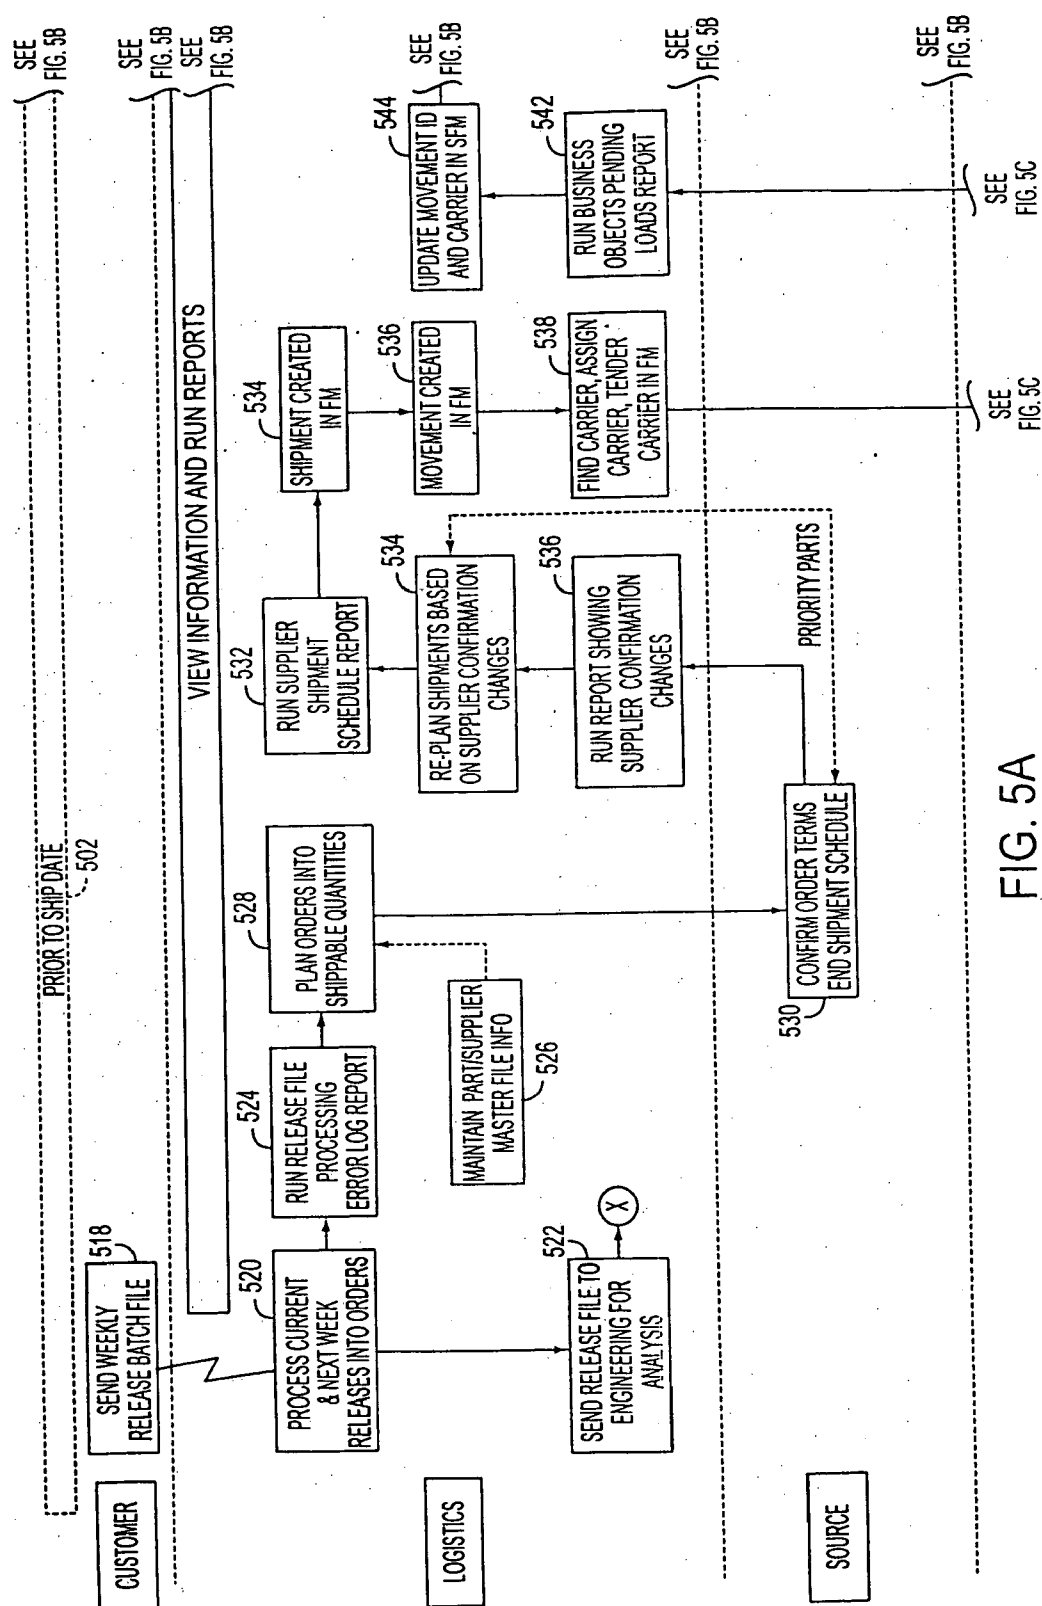 PRIOR TO SHIP DATE
502
SEE
FIG. 5B
CUSTOMER
SEND WEEKLY
RELEASE BATCH FILE
518
SEE
FIG. 5B
VIEW INFORMATION AND RUN REPORTS
SEE
FIG. 5B
LOGISTICS
PROCESS CURRENT
& NEXT WEEK
RELEASES INTO ORDERS
520
SEND RELEASE FILE TO
ENGINEERING FOR
ANALYSIS
522
X
RUN RELEASE FILE
PROCESSING
ERROR LOG REPORT
524
MAINTAIN PART/SUPPLIER
MASTER FILE INFO
526
PLAN ORDERS INTO
SHIPPABLE QUANTITIES
528
RUN SUPPLIER
SHIPMENT
SCHEDULE REPORT
532
RE-PLAN SHIPMENTS BASED
ON SUPPLIER CONFIRMATION
CHANGES
534
RUN REPORT SHOWING
SUPPLIER CONFIRMATION
CHANGES
536
SHIPMENT CREATED
IN FM
534
MOVEMENT CREATED
IN FM
536
FIND CARRIER, ASSIGN
CARRIER, TENDER
CARRIER IN FM
538
UPDATE MOVEMENT ID
AND CARRIER IN SFM
544
SEE
FIG. 5B
RUN BUSINESS
OBJECTS PENDING
LOADS REPORT
542
SEE
FIG. 5B
SOURCE
CONFIRM ORDER TERMS
END SHIPMENT SCHEDULE
530
PRIORITY PARTS
SEE
FIG. 5B
SEE
FIG. 5C
SEE
FIG. 5C
FIG. 5A